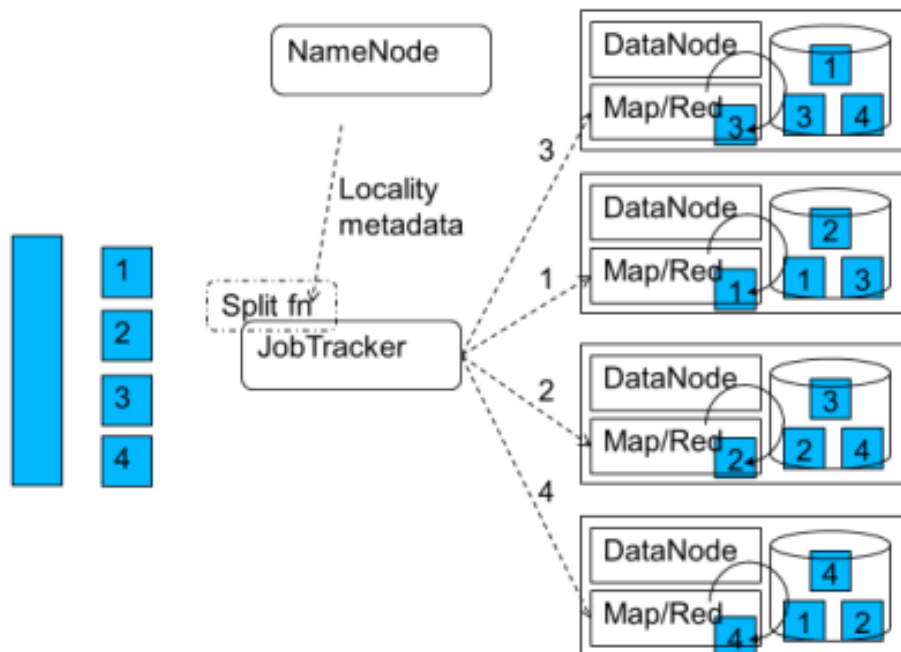 NameNode
Locality
metadata
Split fn
JobTracker
1
2
3
4
3
1
2
4
DataNode
Map/Red
3
1
3 4
DataNode
Map/Red
1
2
1 3
DataNode
Map/Red
2
3
2 4
DataNode
Map/Red
4
4
1 2